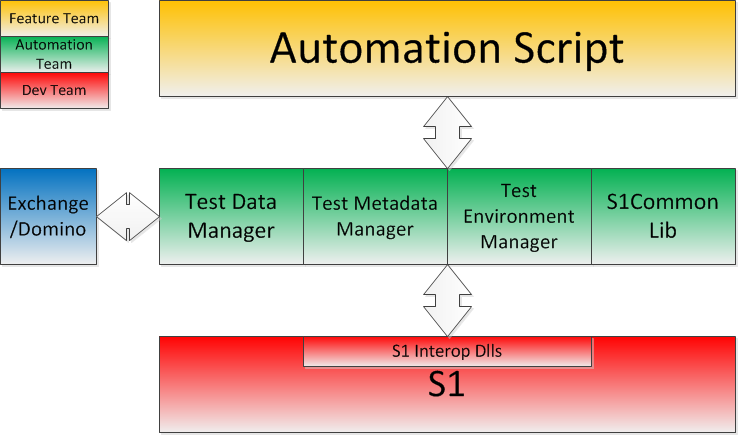 Feature Team
Automation
Team
Dev Team
Automation Script
Exchange
/Domino
Test Data
Manager
Test Metadata
Manager
Test
Environment
Manager
S1Common
Lib
S1 Interop Dlls
S1